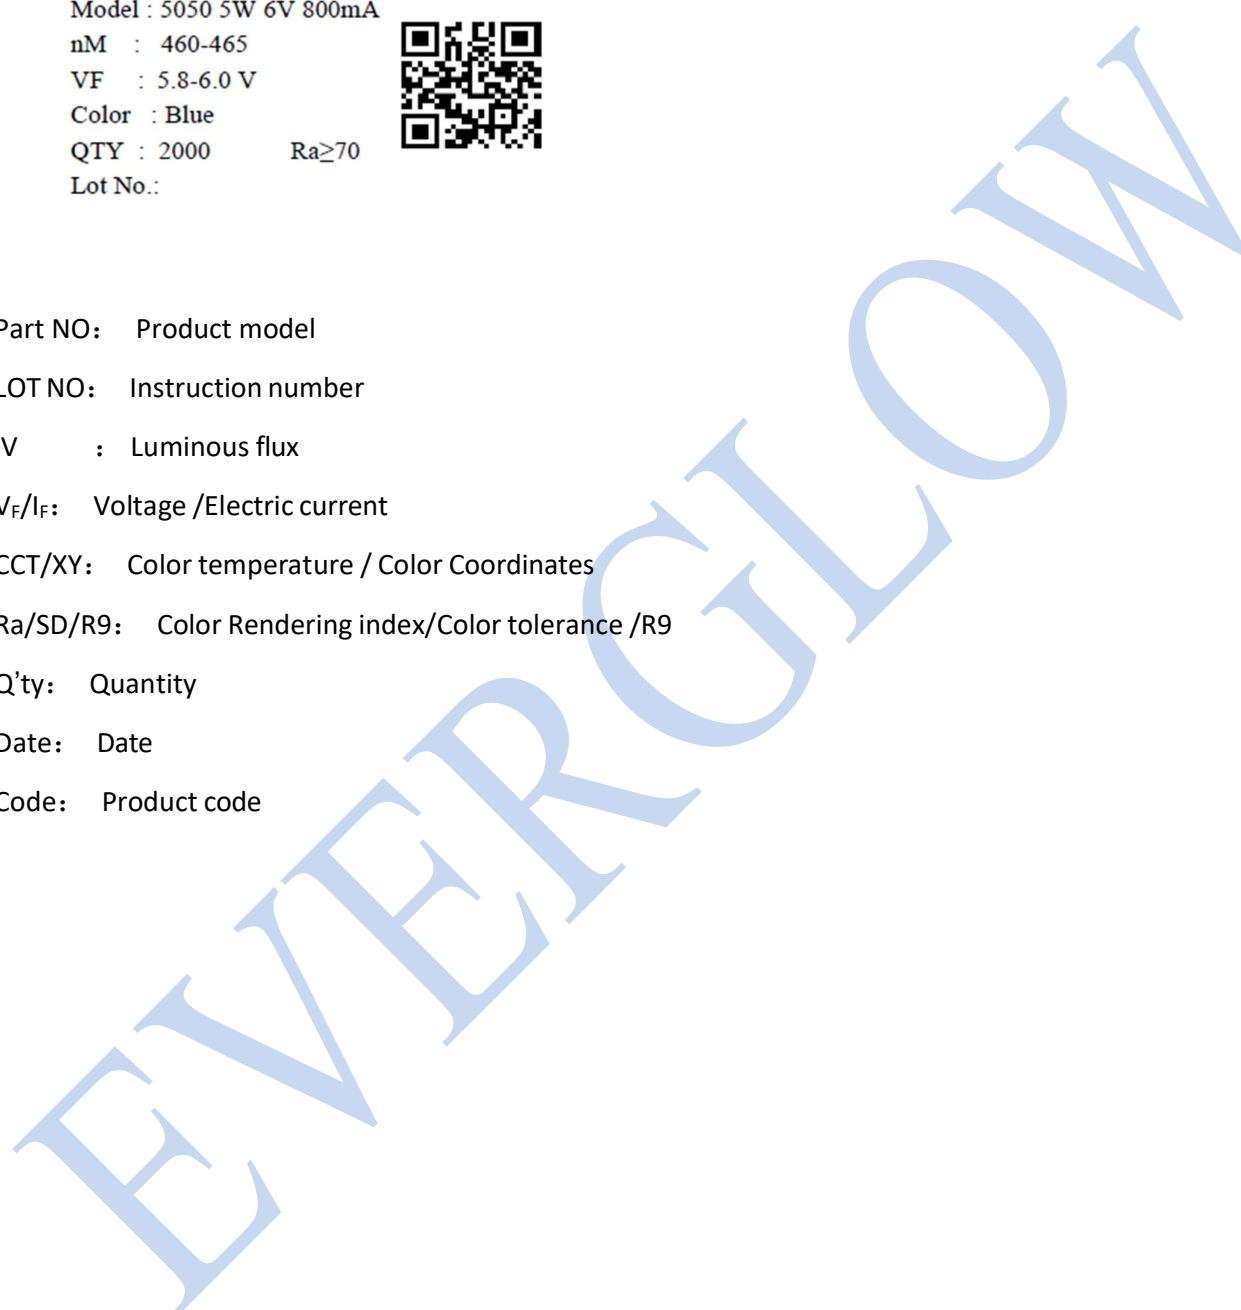 Model : 5050 5W 6V 800mA
nM : 460-465
VF : 5.8-6.0 V
Color : Blue
QTY : 2000 Ra≥70
Lot No.:
Part NO： Product model
LOT NO： Instruction number
IV ： Luminous flux
VF/IF： Voltage /Electric current
CCT/XY： Color temperature / Color Coordinates
Ra/SD/R9： Color Rendering index/Color tolerance /R9
Q’ty： Quantity
Date： Date
Code： Product code
EVERGLOW